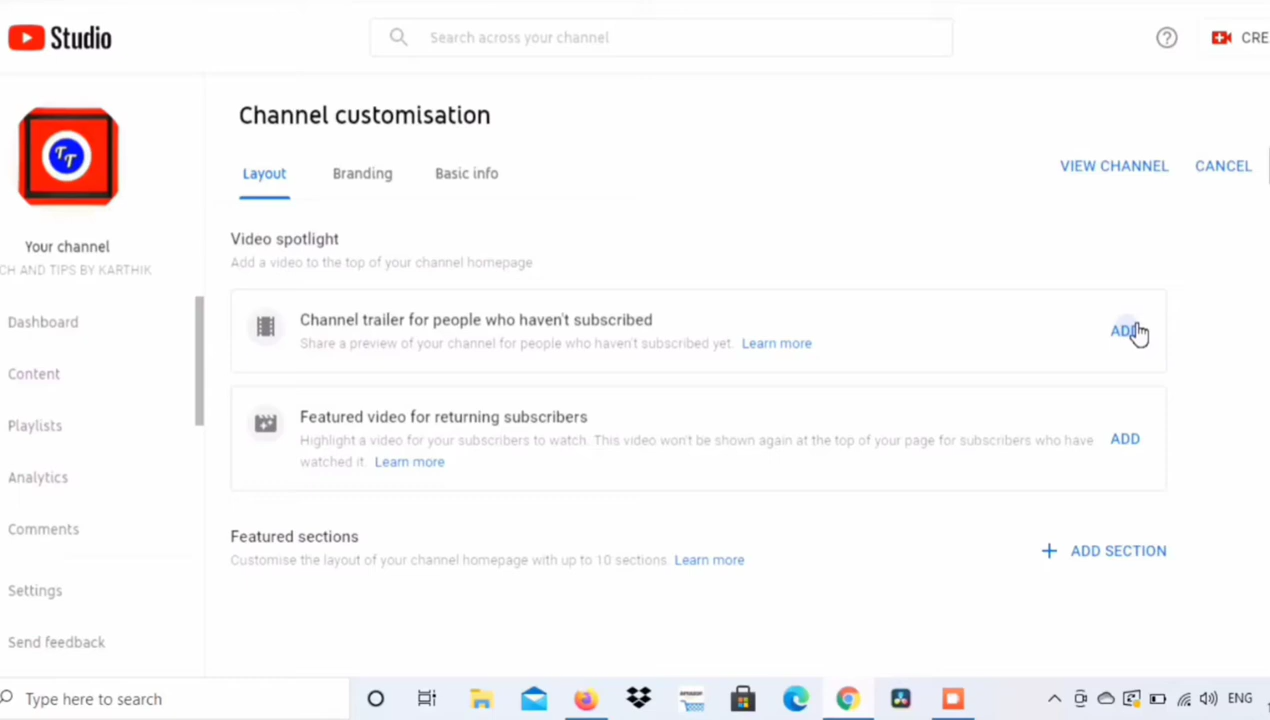 Studio
Search across your channel
CRE
TT
Channel customisation
Layout
Branding
Basic info
VIEW CHANNEL
CANCEL
Your channel
CH AND TIPS BY KARTHIK
Dashboard
Content
Playlists
Analytics
Comments
Settings
Send feedback
Video spotlight
Add a video to the top of your channel homepage
Channel trailer for people who haven't subscribed
Share a preview of your channel for people who haven't subscribed yet. Learn more
ADD
Featured video for returning subscribers
Highlight a video for your subscribers to watch. This video won't be shown again at the top of your page for subscribers who have
watched it. Learn more
ADD
Featured sections
Customise the layout of your channel homepage with up to 10 sections. Learn more
+ ADD SECTION
Type here to search
ENG